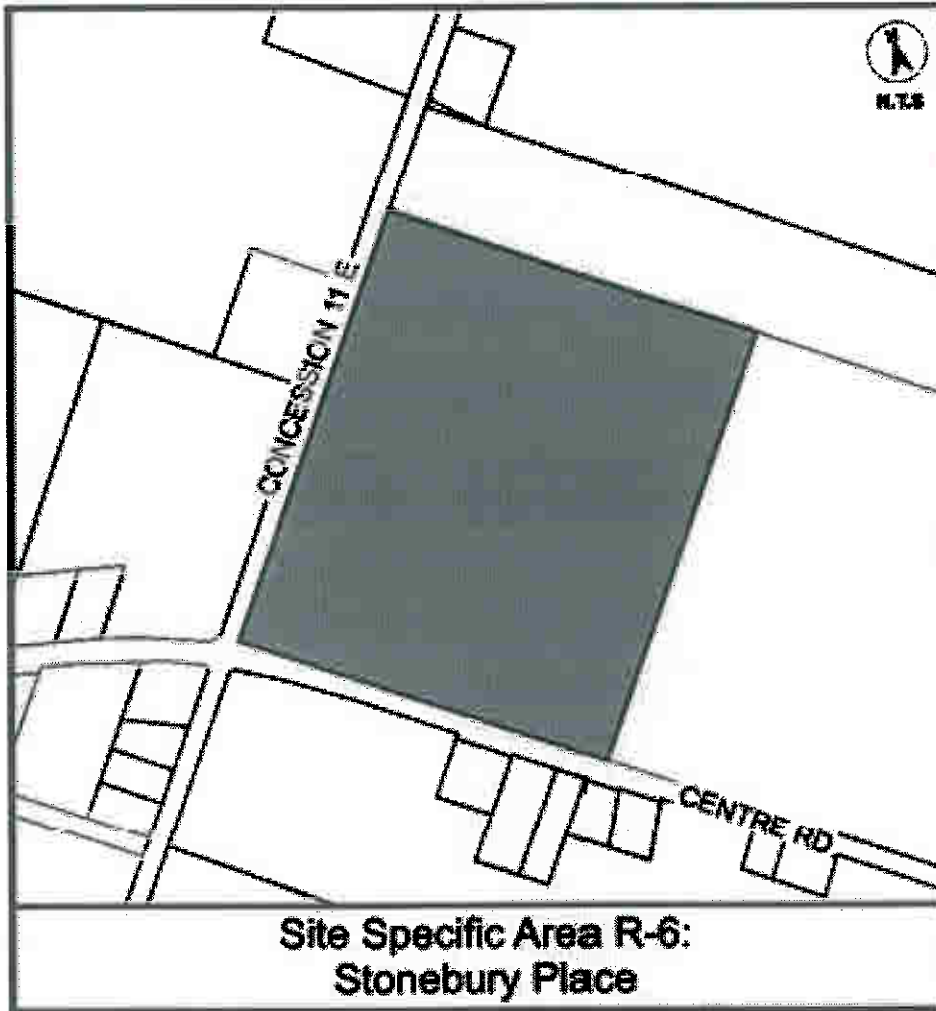 N
N.T.S
CONCESSION 11 E
CENTRE RD
Site Specific Area R-6:
Stonebury Place